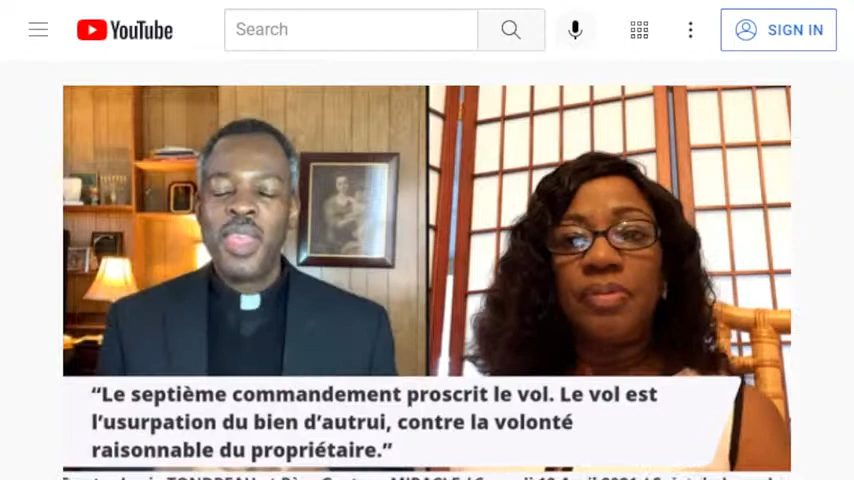 YouTube
Search
SIGN IN
“Le septième commandement proscrit le vol. Le vol est
l’usurpation du bien d’autrui, contre la volonté
raisonnable du propriétaire.”